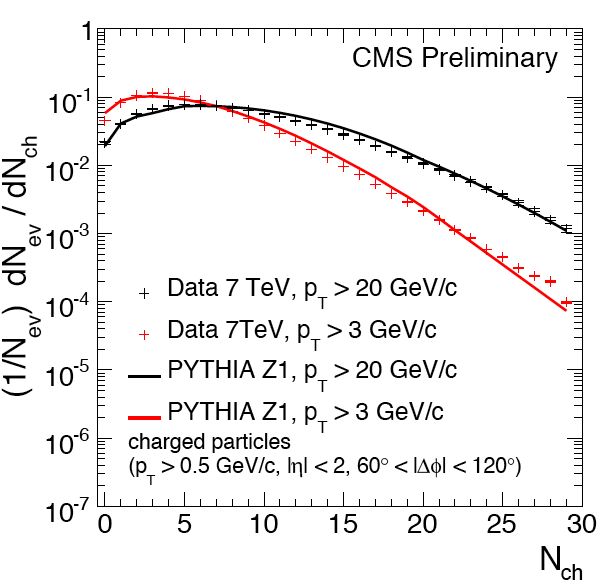 CMS Preliminary
1
10^-1
10^-2
10^-3
10^-4
10^-5
10^-6
10^-7
(1/N_ev) dN_ev / dN_ch
Data 7 TeV, p_T > 20 GeV/c
Data 7TeV, p_T > 3 GeV/c
PYTHIA Z1, p_T > 20 GeV/c
PYTHIA Z1, p_T > 3 GeV/c
charged particles
(p_T > 0.5 GeV/c, |η| < 2, 60° < |Δϕ| < 120°)
0 5 10 15 20 25 30
N_ch